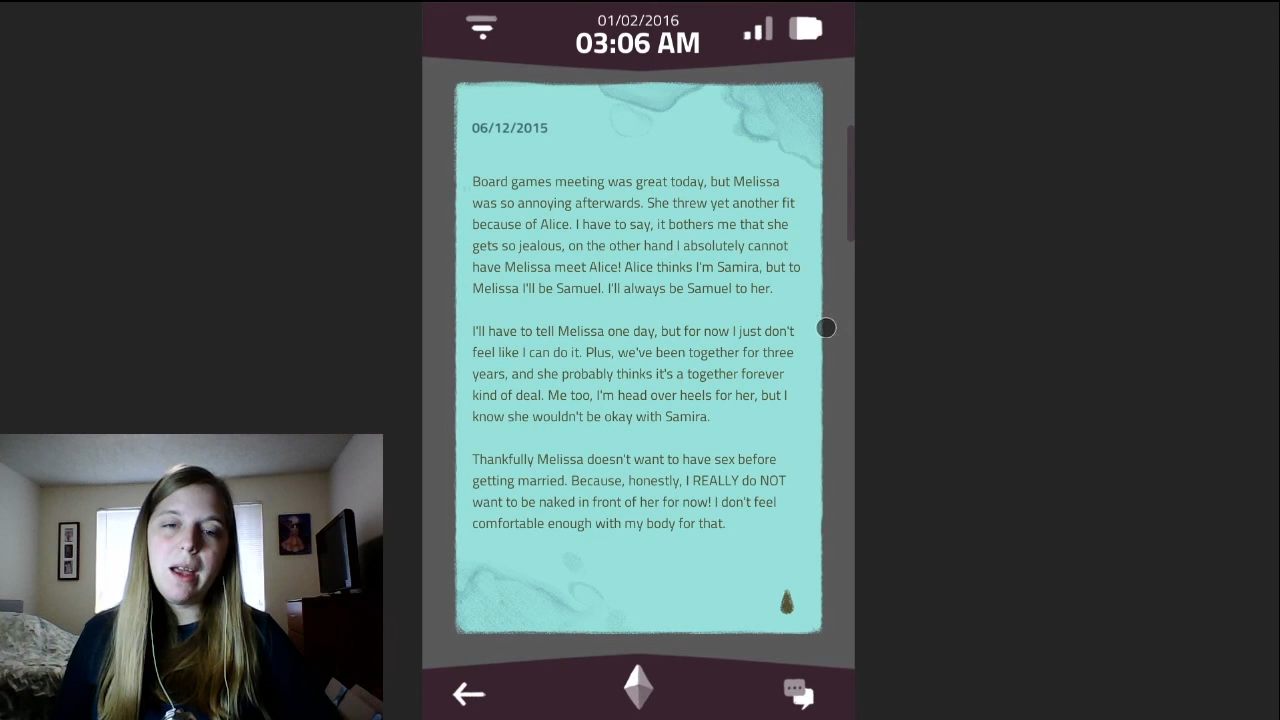 01/02/2016
03:06 AM
06/12/2015
Board games meeting was great today, but Melissa
was so annoying afterwards. She threw yet another fit
because of Alice. I have to say, it bothers me that she
gets so jealous, on the other hand I absolutely cannot
have Melissa meet Alice! Alice thinks I'm Samira, but to
Melissa I'll be Samuel. I'll always be Samuel to her.
I'll have to tell Melissa one day, but for now I just don't
feel like I can do it. Plus, we've been together for three
years, and she probably thinks it's a together forever
kind of deal. Me too, I'm head over heels for her, but I
know she wouldn't be okay with Samira.
Thankfully Melissa doesn't want to have sex before
getting married. Because, honestly, I REALLY do NOT
want to be naked in front of her for now! I don't feel
comfortable enough with my body for that.